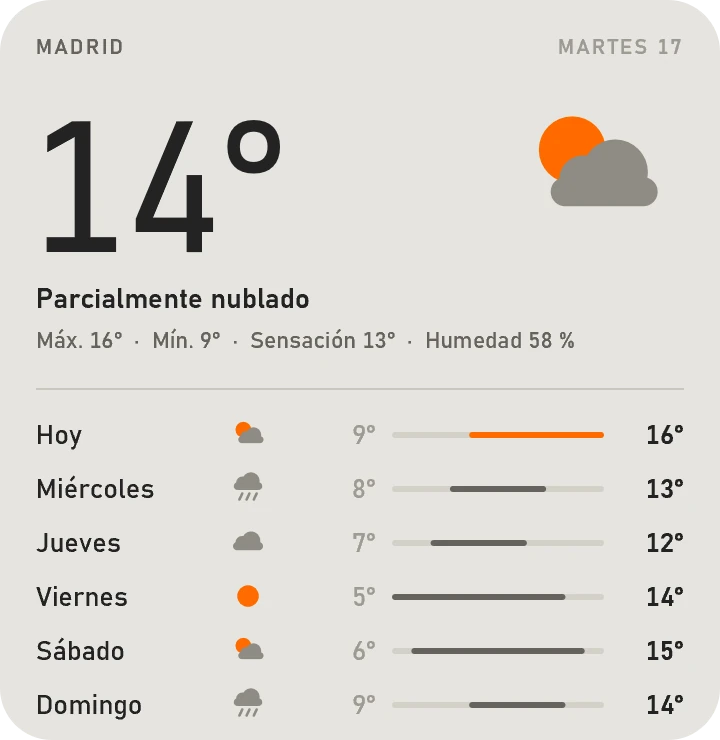 MADRID MARTES 17
14°
Parcialmente nublado
Máx. 16° · Mín. 9° · Sensación 13° · Humedad 58 %
Hoy 9° 16°
Miércoles 8° 13°
Jueves 7° 12°
Viernes 5° 14°
Sábado 6° 15°
Domingo 9° 14°